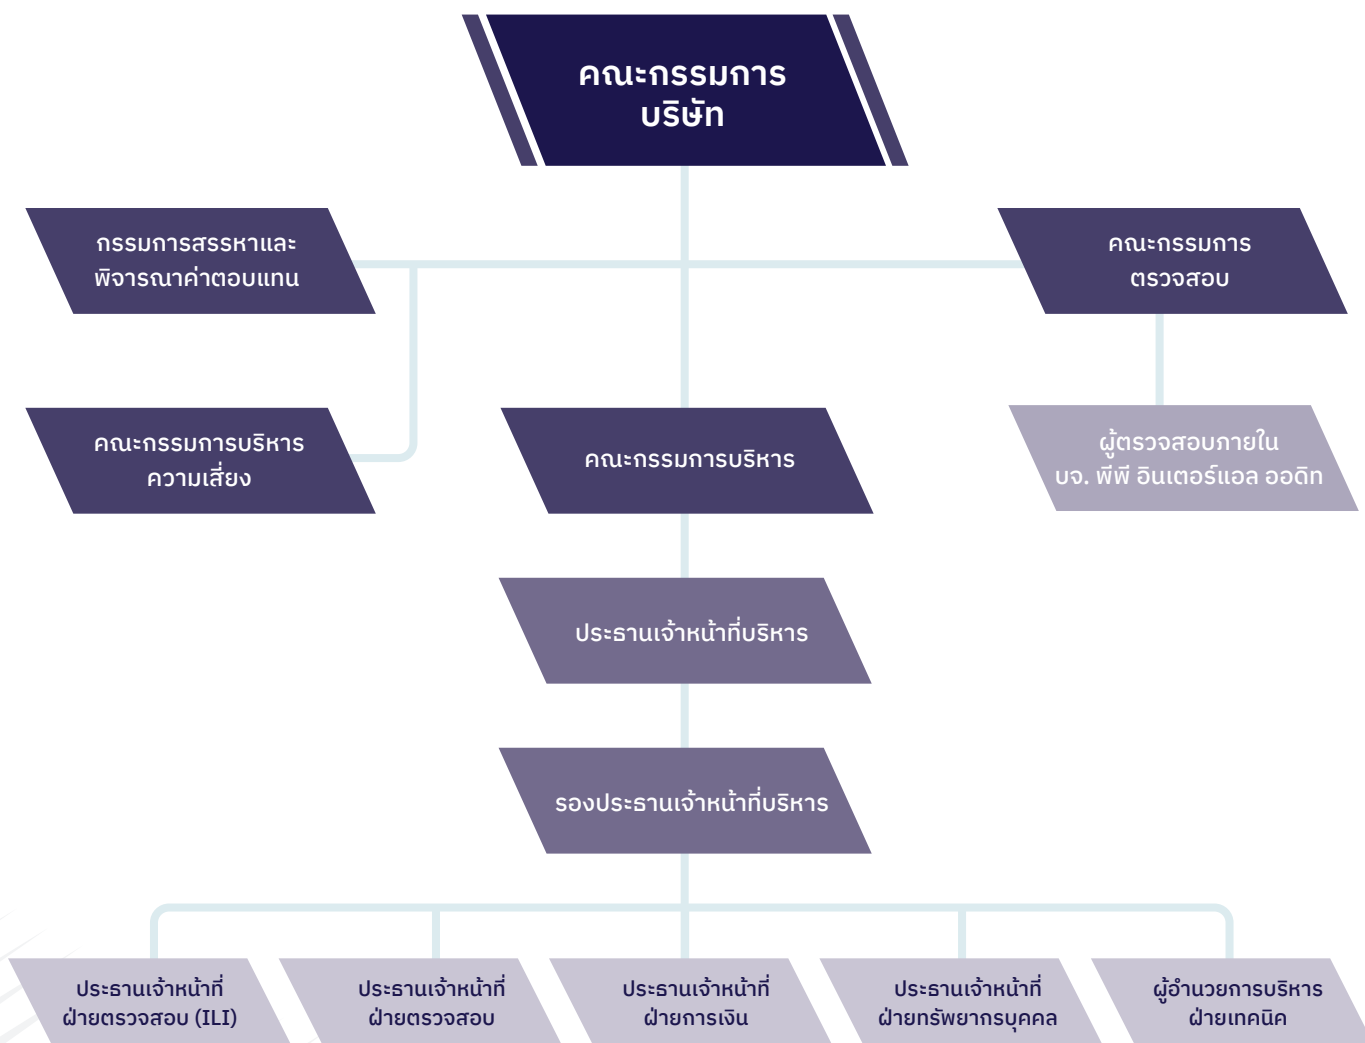 คณะกรรมการ
บริษัท
กรรมการสรรหาและ
พิจารณาค่าตอบแทน
คณะกรรมการ
ตรวจสอบ
คณะกรรมการบริหาร
ความเสี่ยง
คณะกรรมการบริหาร
ผู้ตรวจสอบภายใน
บจ. พีพี อินเตอร์แอล ออดิท
ประธานเจ้าหน้าที่บริหาร
รองประธานเจ้าหน้าที่บริหาร
ประธานเจ้าหน้าที่
ฝ่ายตรวจสอบ (ILI)
ประธานเจ้าหน้าที่
ฝ่ายตรวจสอบ
ประธานเจ้าหน้าที่
ฝ่ายการเงิน
ประธานเจ้าหน้าที่
ฝ่ายทรัพยากรบุคคล
ผู้อำนวยการบริหาร
ฝ่ายเทคนิค